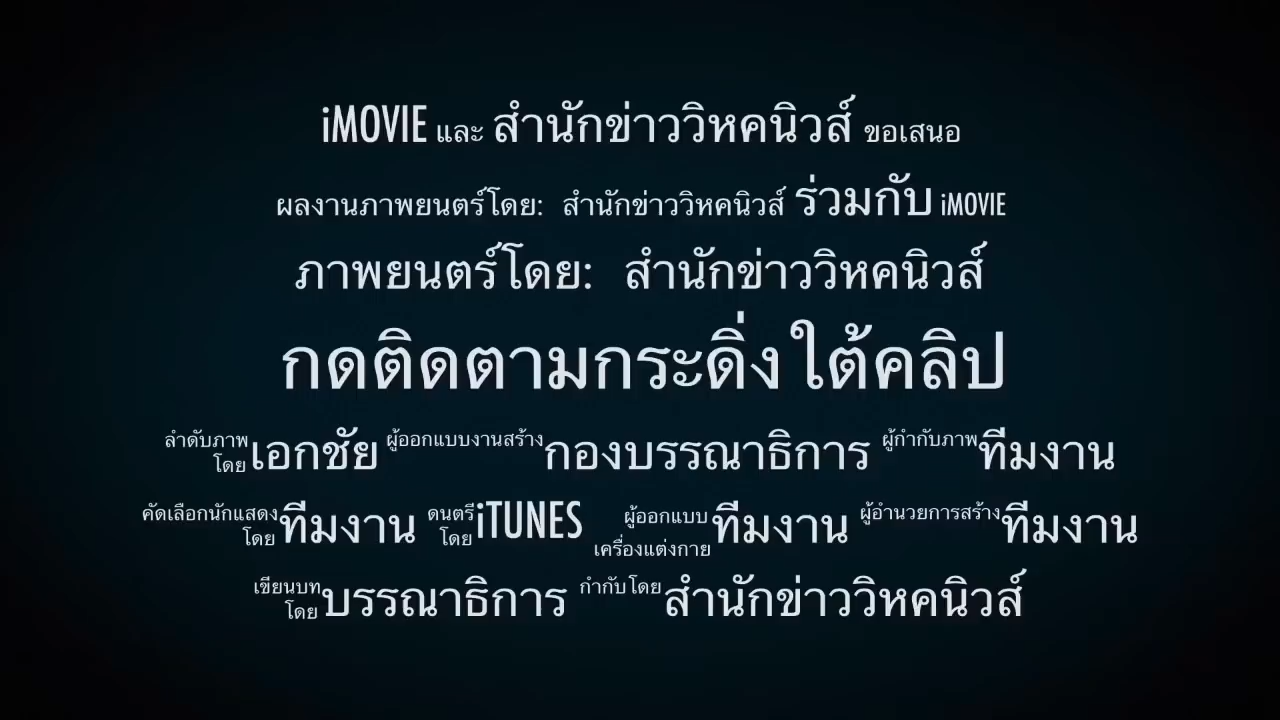 iMOVIE และ สำนักข่าววิหคนิวส์ ขอเสนอ
ผลงานภาพยนตร์โดย: สำนักข่าววิหคนิวส์ ร่วมกับ iMOVIE
ภาพยนตร์โดย: สำนักข่าววิหคนิวส์
กดติดตามกระดิ่ง ใต้คลิป
ลำดับภาพโดย เอกชัย ผู้ออกแบบงานสร้าง กองบรรณาธิการ ผู้กำกับภาพ ทีมงาน
คัดเลือกนักแสดงโดย ทีมงาน ดนตรีโดย iTUNES ผู้ออกแบบเครื่องแต่งกาย ทีมงาน ผู้อำนวยการสร้าง ทีมงาน
เขียนบทโดย บรรณาธิการ กำกับโดย สำนักข่าววิหคนิวส์